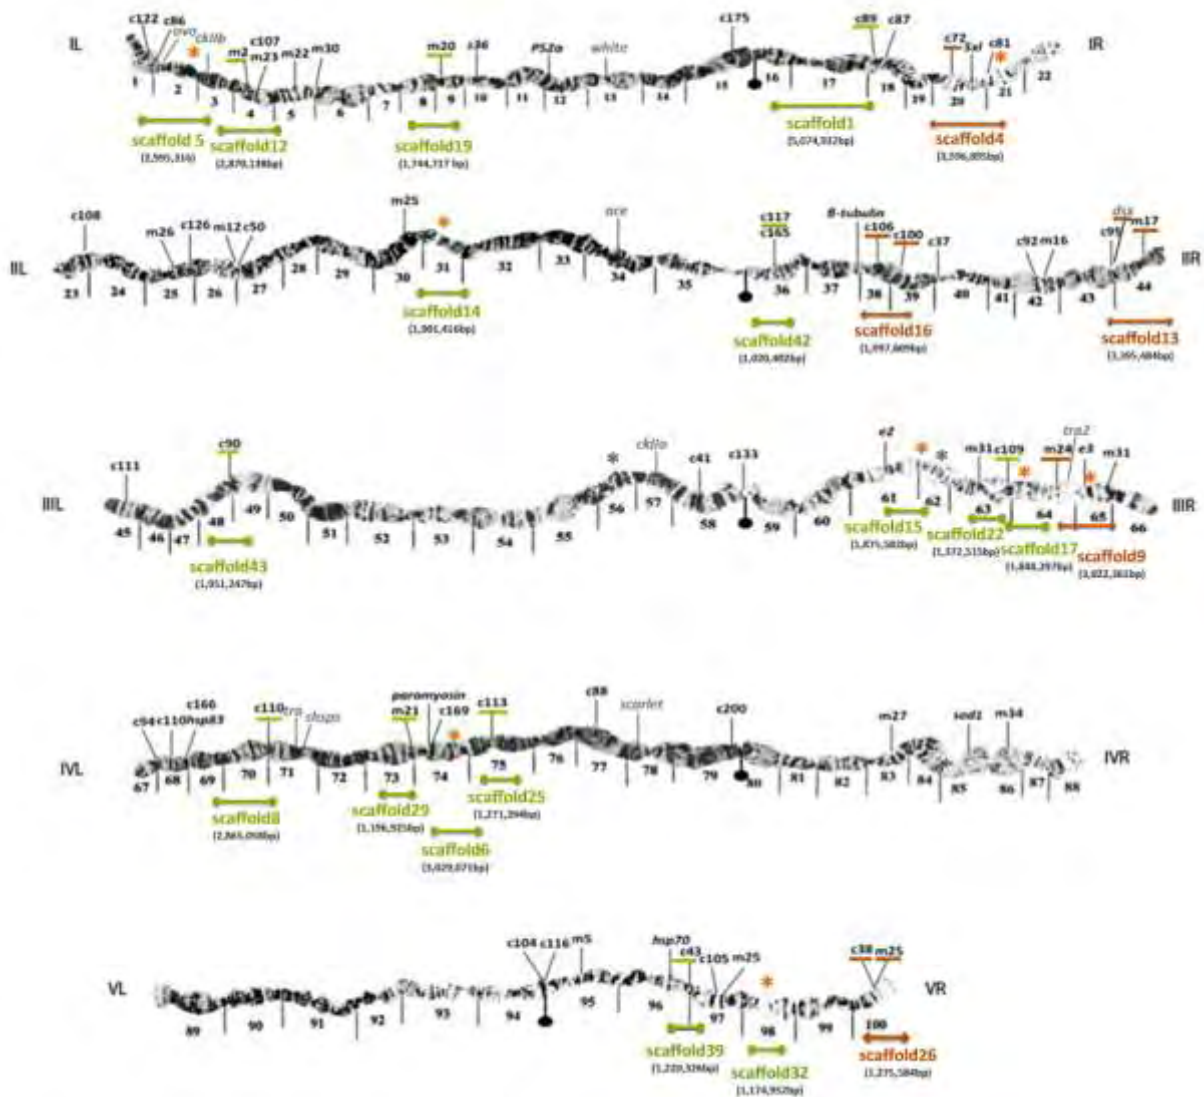 c122 c86 ovo * ckIIb m2 c107 m23 m22 m30 m20 c36 PS2α white c175 c89 c87 c72 Sxl c81 *
IL IR
1 2 3 4 5 6 7 8 9 10 11 12 13 14 15 16 17 18 19 20 21 22
scaffold 5 scaffold12 scaffold19 scaffold1 scaffold4
c108 m26 c126 m12 c50 m25 * ace c117 c165 B-tubulin c106 c100 c37 c92 m16 c95 dsx m17
IIL IIR
23 24 25 26 27 28 29 30 31 32 33 34 35 36 37 38 39 40 41 42 43 44
scaffold14 scaffold42 scaffold16 scaffold13
c111 c90 * ckIIa c41 c133 e2 * * m31 c109 * m24 tra2 e3 * m31
IIIL IIIR
45 46 47 48 49 50 51 52 53 54 55 56 57 58 59 60 61 62 63 64 65 66
scaffold43 scaffold15 scaffold22 scaffold17 scaffold9
(1,372,515bp)
c94 c110 c166 hsp83 c110 tra paramyosin m21 c169 * c113 c88 scarlet c200 m27 sod1 m34
IVL IVR
67 68 69 70 71 72 73 74 75 76 77 78 79 80 81 82 83 84 85 86 87 88
scaffold8 scaffold29 scaffold6 scaffold25
c104 c116 m5 hsp70 c43 c105 m25 * c38 m25
VL VR
89 90 91 92 93 94 95 96 97 98 99 100
scaffold39 scaffold32 scaffold26